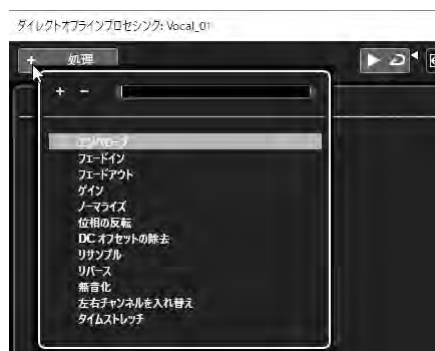 ダイレクトオフラインプロセシング: Vocal_01
+ 処理
+ −
エンベロープ
フェードイン
フェードアウト
ゲイン
ノーマライズ
位相の反転
DC オフセットの除去
リサンプル
リバース
無音化
左右チャンネルを入れ替え
タイムストレッチ